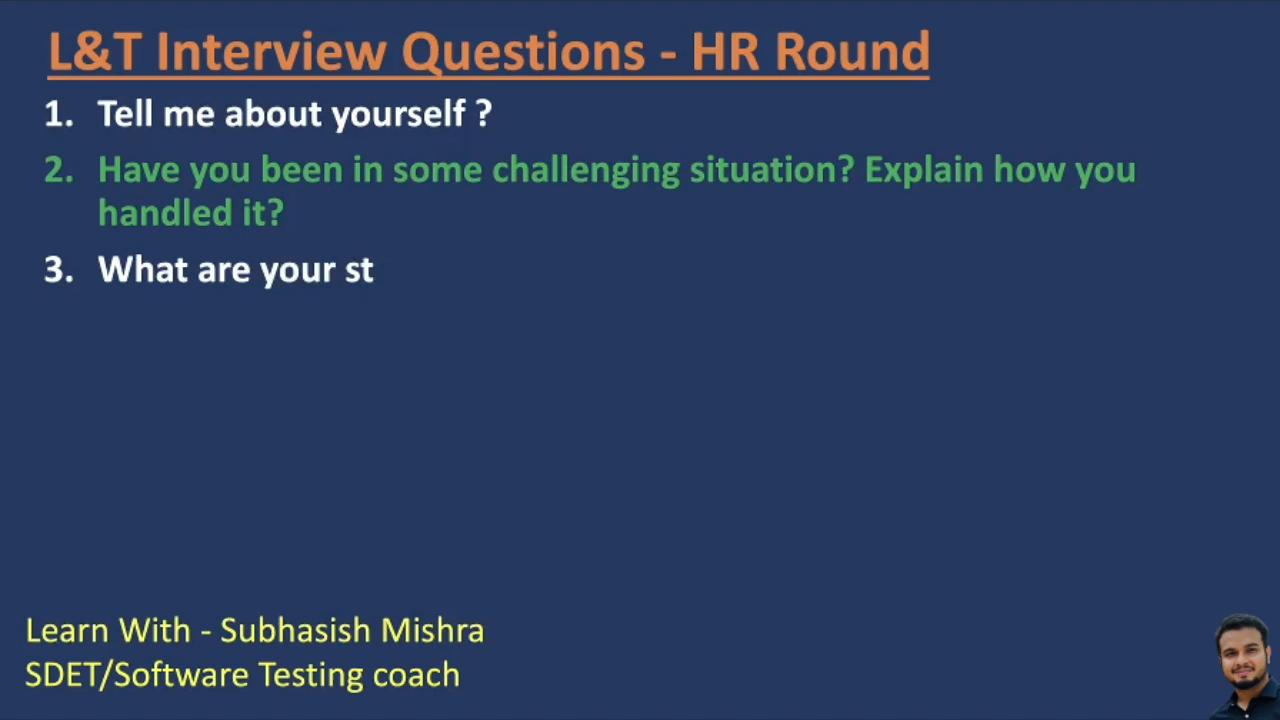 L&T Interview Questions - HR Round
1. Tell me about yourself ?
2. Have you been in some challenging situation? Explain how you
handled it?
3. What are your st
Learn With - Subhasish Mishra
SDET/Software Testing coach